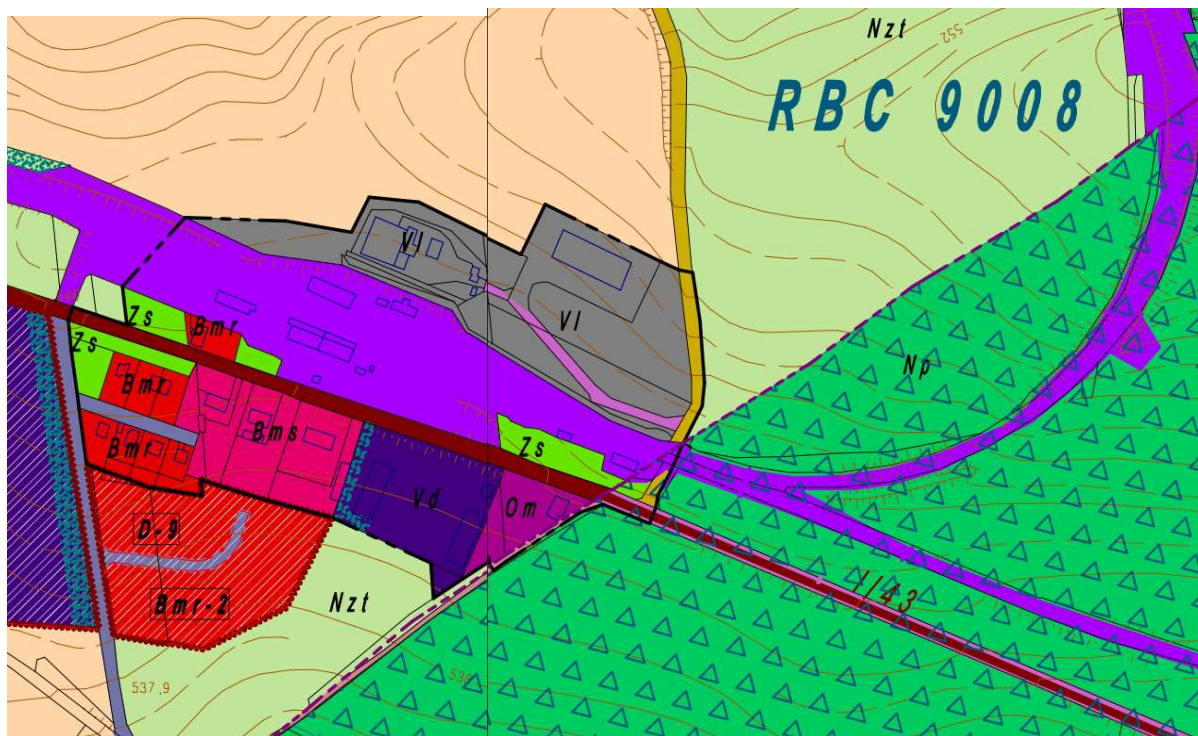 Nzt
552
RBC 9008
Vl
Vl
Zs
Bmr
Zs
Bmr
Np
Bms
Bmr
Zs
Vd
Om
D-9
I/43
Bmr-2
Nzt
537,9